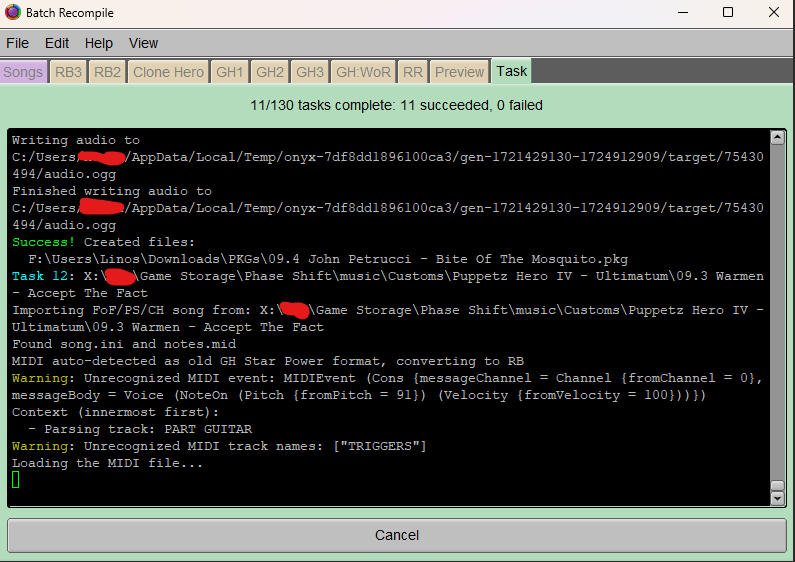 Batch Recompile
File Edit Help View
Songs RB3 RB2 Clone Hero GH1 GH2 GH3 GH:WoR RR Preview Task
11/130 tasks complete: 11 succeeded, 0 failed
Writing audio to
C:/Users/ /AppData/Local/Temp/onyx-7df8dd1896100ca3/gen-1721429130-1724912909/target/75430
494/audio.ogg
Finished writing audio to
C:/Users/ /AppData/Local/Temp/onyx-7df8dd1896100ca3/gen-1721429130-1724912909/target/75430
494/audio.ogg
Success! Created files:
F:\Users\Linos\Downloads\PKGs\09.4 John Petrucci - Bite Of The Mosquito.pkg
Task 12: X:\ \Game Storage\Phase Shift\music\Customs\Puppetz Hero IV - Ultimatum\09.3 Warmen
- Accept The Fact
Importing FoF/PS/CH song from: X:\ \Game Storage\Phase Shift\music\Customs\Puppetz Hero IV -
Ultimatum\09.3 Warmen - Accept The Fact
Found song.ini and notes.mid
MIDI auto-detected as old GH Star Power format, converting to RB
Warning: Unrecognized MIDI event: MIDIEvent (Cons {messageChannel = Channel {fromChannel = 0},
messageBody = Voice (NoteOn (Pitch {fromPitch = 91}) (Velocity {fromVelocity = 100}))})
Context (innermost first):
- Parsing track: PART GUITAR
Warning: Unrecognized MIDI track names: ["TRIGGERS"]
Loading the MIDI file...
Cancel